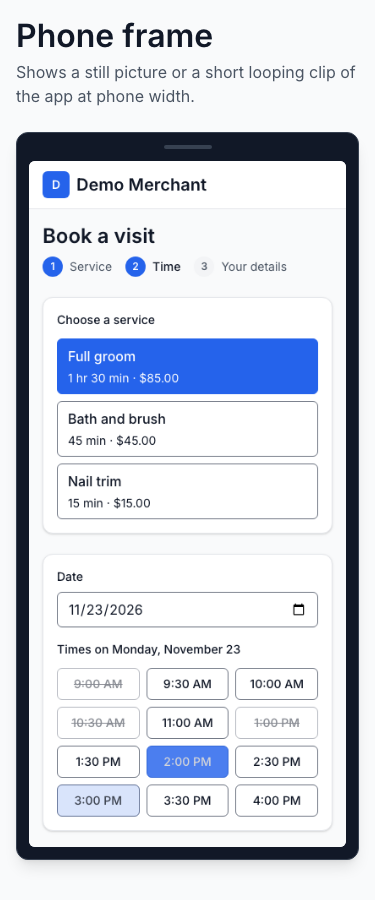 Phone frame
Shows a still picture or a short looping clip of
the app at phone width.
D Demo Merchant
Book a visit
1 Service 2 Time 3 Your details
Choose a service
Full groom
1 hr 30 min · $85.00
Bath and brush
45 min · $45.00
Nail trim
15 min · $15.00
Date
11/23/2026
Times on Monday, November 23
9:00 AM 9:30 AM 10:00 AM
10:30 AM 11:00 AM 1:00 PM
1:30 PM 2:00 PM 2:30 PM
3:00 PM 3:30 PM 4:00 PM